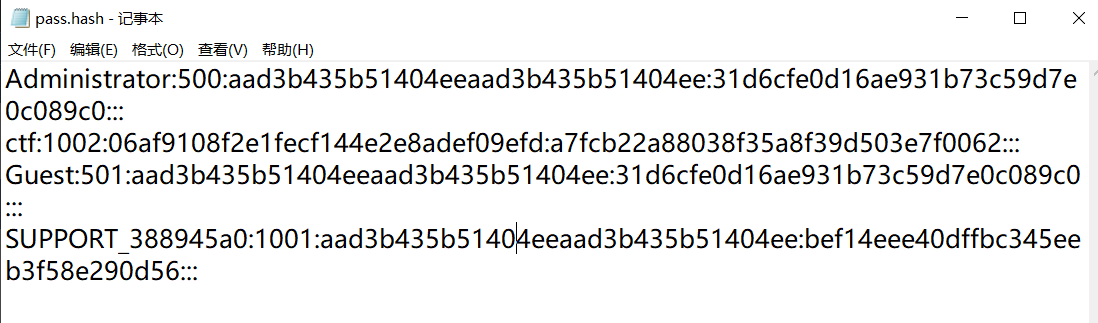 pass.hash - 记事本
文件(F) 编辑(E) 格式(O) 查看(V) 帮助(H)
Administrator:500:aad3b435b51404eeaad3b435b51404ee:31d6cfe0d16ae931b73c59d7e
0c089c0:::
ctf:1002:06af9108f2e1fecf144e2e8adef09efd:a7fcb22a88038f35a8f39d503e7f0062:::
Guest:501:aad3b435b51404eeaad3b435b51404ee:31d6cfe0d16ae931b73c59d7e0c089c0
:::
SUPPORT_388945a0:1001:aad3b435b51404eeaad3b435b51404ee:bef14eee40dffbc345ee
b3f58e290d56:::